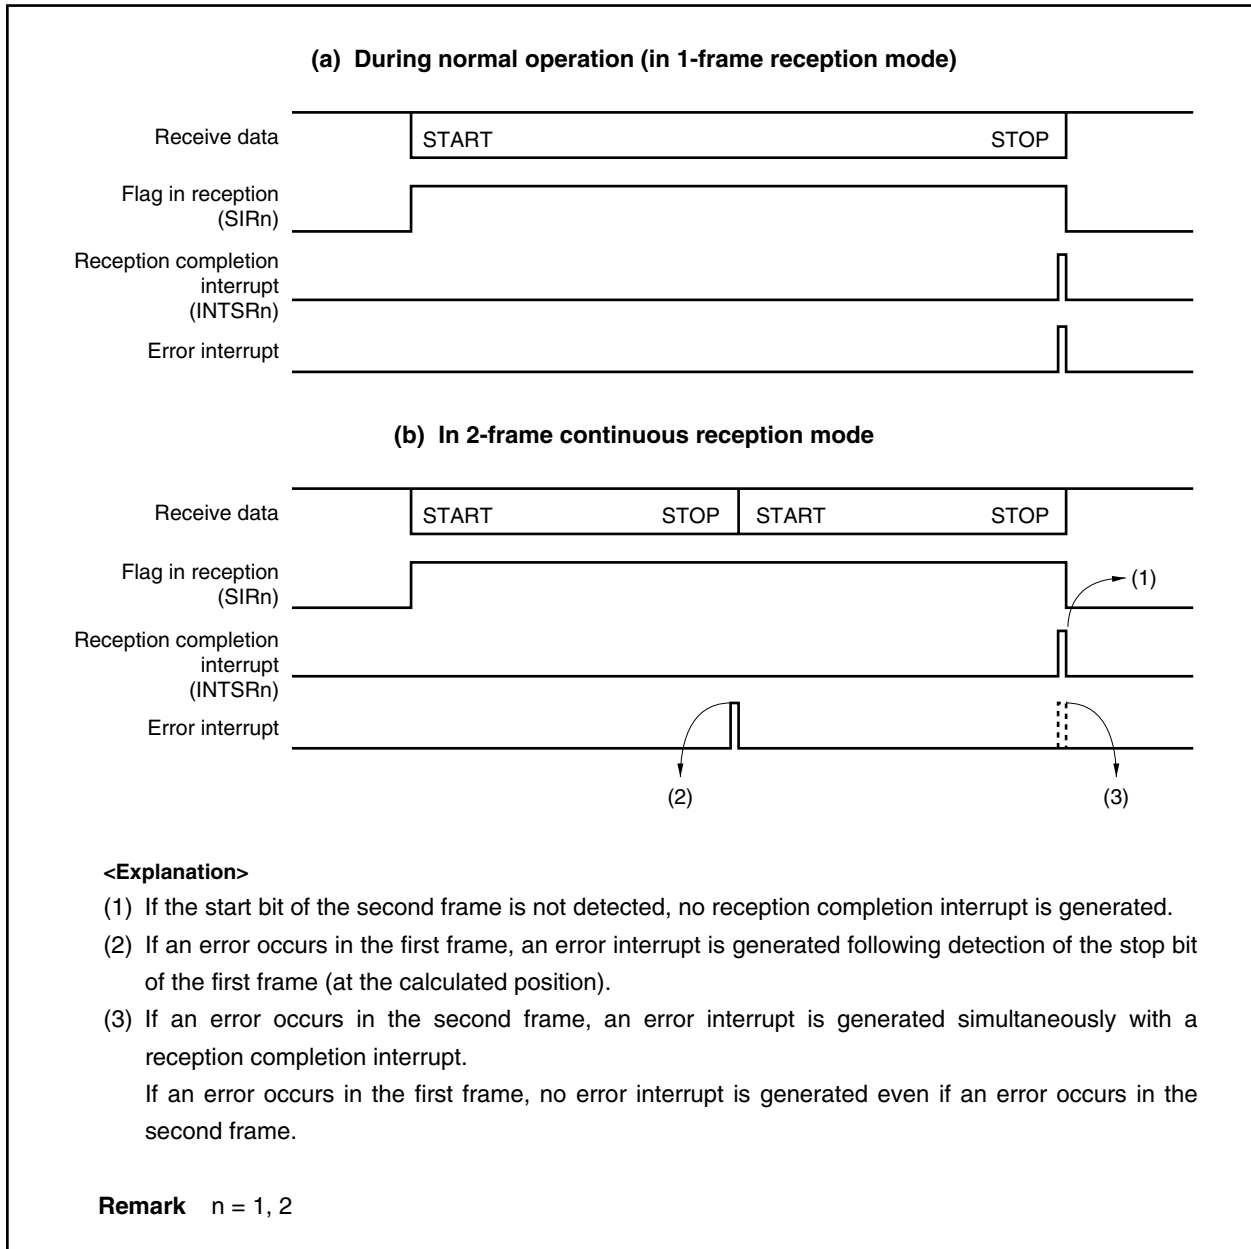 (a) During normal operation (in 1-frame reception mode)
Receive data
START
STOP
Flag in reception
(SIRn)
Reception completion
interrupt
(INTSRn)
Error interrupt
(b) In 2-frame continuous reception mode
Receive data
START
STOP
START
STOP
Flag in reception
(SIRn)
(1)
Reception completion
interrupt
(INTSRn)
Error interrupt
(2)
(3)
<Explanation>
(1) If the start bit of the second frame is not detected, no reception completion interrupt is generated.
(2) If an error occurs in the first frame, an error interrupt is generated following detection of the stop bit
of the first frame (at the calculated position).
(3) If an error occurs in the second frame, an error interrupt is generated simultaneously with a
reception completion interrupt.
If an error occurs in the first frame, no error interrupt is generated even if an error occurs in the
second frame.
Remark n = 1, 2